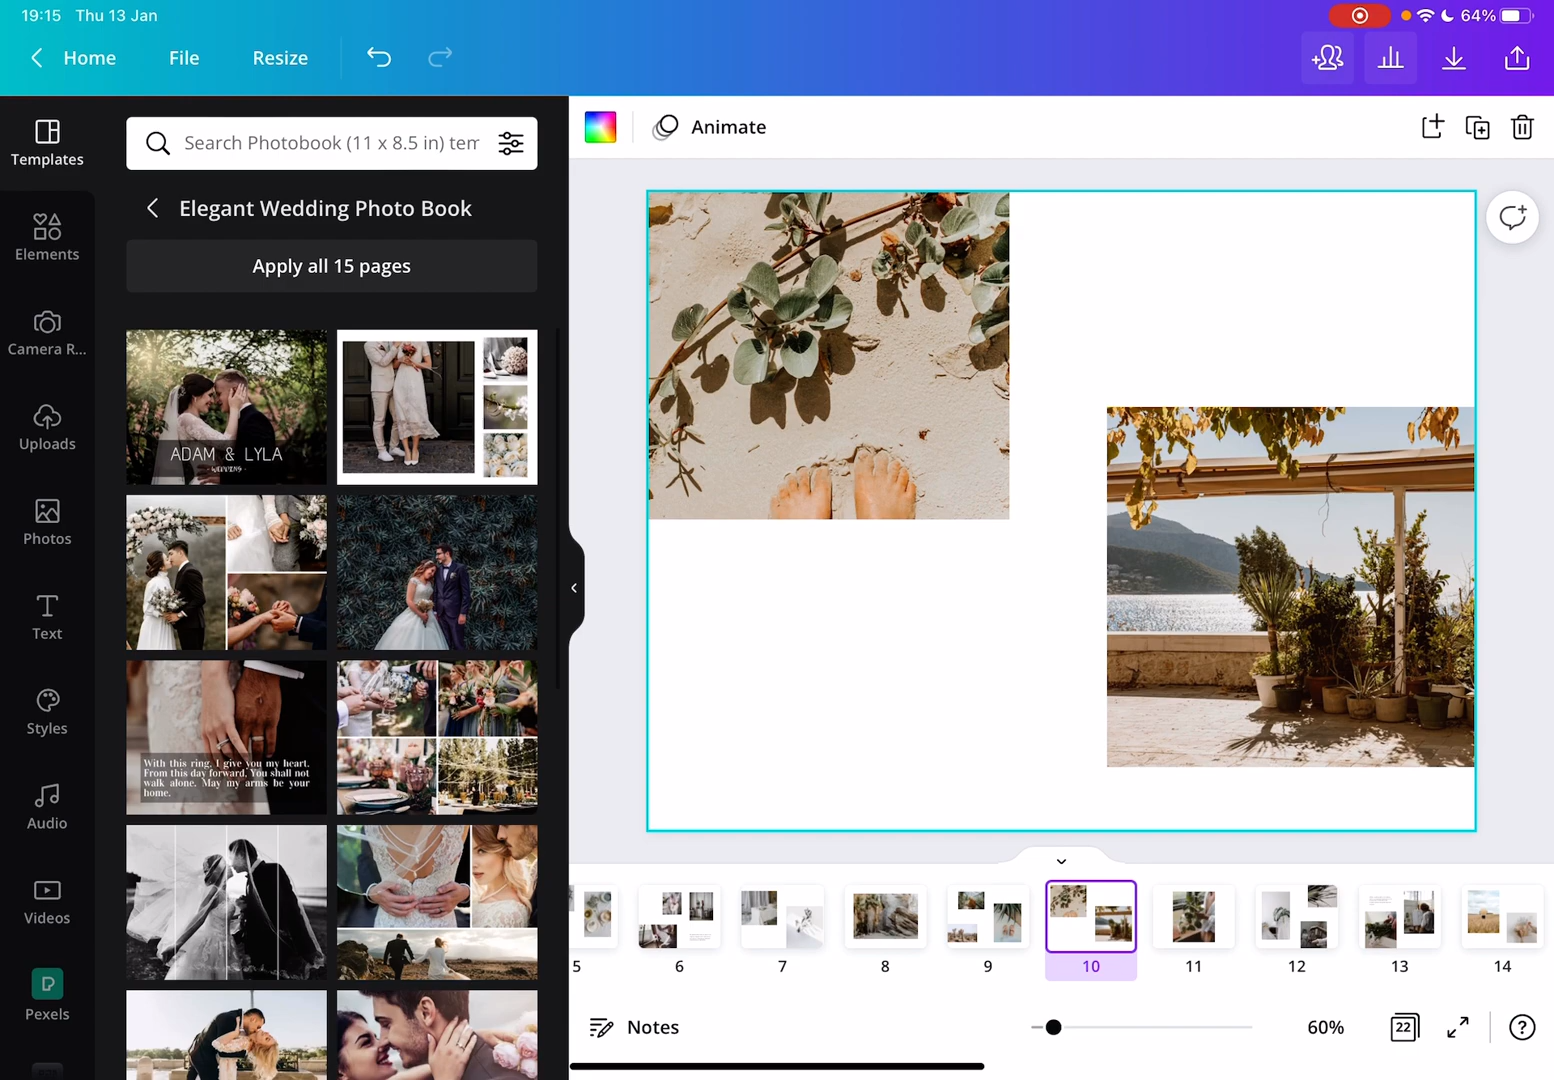 19:15 Thu 13 Jan
64%
Home File Resize
Templates
Elements
Camera R...
Uploads
Photos
Text
Styles
Audio
Videos
Pexels
Search Photobook (11 x 8.5 in) tem
Elegant Wedding Photo Book
Apply all 15 pages
ADAM & LYLA
- WEDDING -
With this ring, I give you my heart.
From this day forward, You shall not
walk alone. May my arms be your
home.
Animate
5 6 7 8 9 10 11 12 13 14
Notes
60%
22